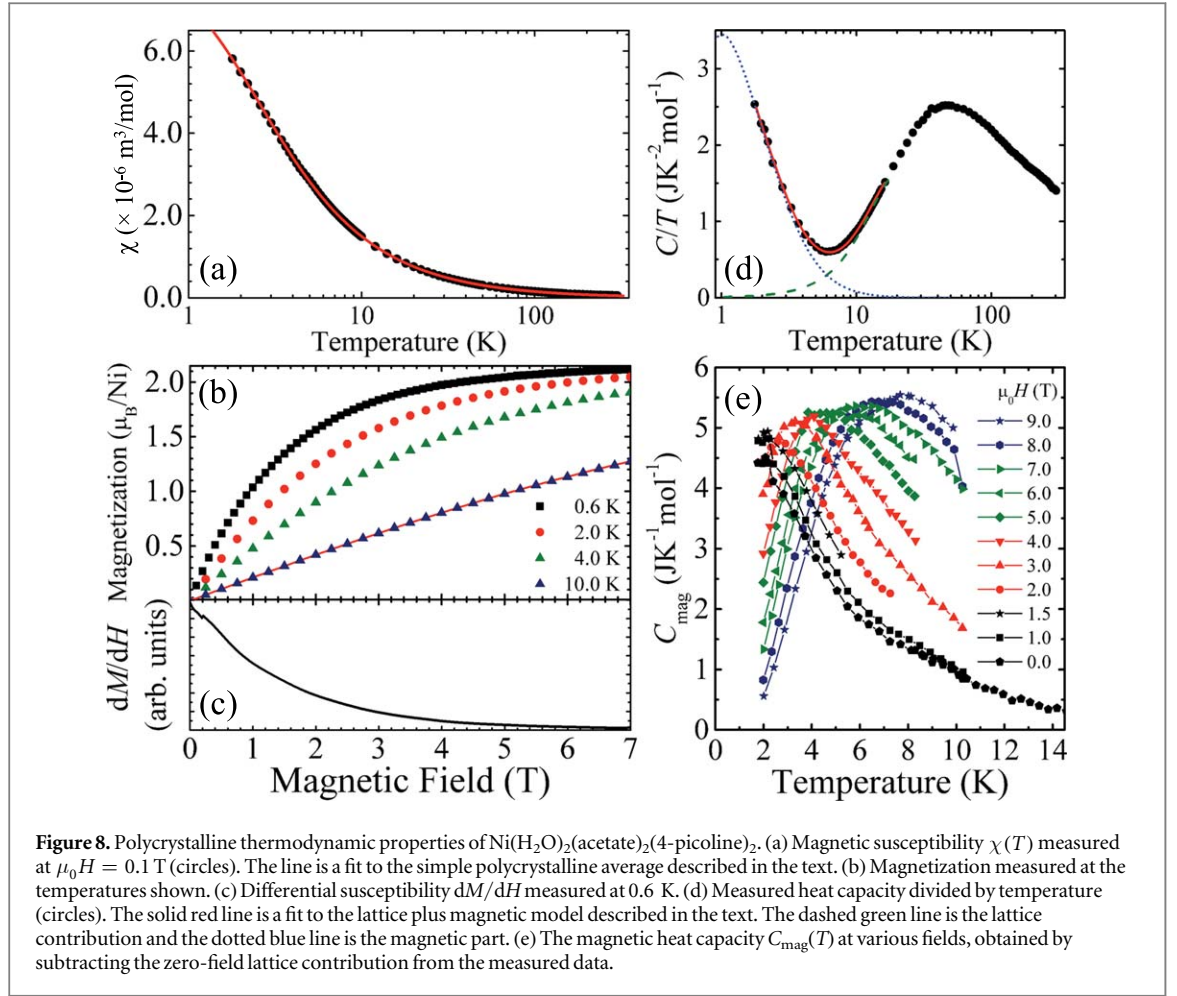 6.0
4.0
2.0
0.0
χ (× 10⁻⁶ m³/mol)
(a)
1
10
100
Temperature (K)
3
2
1
0
C/T (JK⁻²mol⁻¹)
(d)
1
10
100
Temperature (K)
2.0
1.5
1.0
0.5
Magnetization (μB/Ni)
(b)
0.6 K
2.0 K
4.0 K
10.0 K
dM/dH
(arb. units)
(c)
0 1 2 3 4 5 6 7
Magnetic Field (T)
6
5
4
3
2
1
0
Cmag (JK⁻¹mol⁻¹)
(e)
μ₀H (T)
9.0
8.0
7.0
6.0
5.0
4.0
3.0
2.0
1.5
1.0
0.0
0 2 4 6 8 10 12 14
Temperature (K)
Figure 8. Polycrystalline thermodynamic properties of Ni(H₂O)₂(acetate)₂(4-picoline)₂. (a) Magnetic susceptibility χ(T) measured
at μ₀H = 0.1 T (circles). The line is a fit to the simple polycrystalline average described in the text. (b) Magnetization measured at the
temperatures shown. (c) Differential susceptibility dM/dH measured at 0.6 K. (d) Measured heat capacity divided by temperature
(circles). The solid red line is a fit to the lattice plus magnetic model described in the text. The dashed green line is the lattice
contribution and the dotted blue line is the magnetic part. (e) The magnetic heat capacity Cmag(T) at various fields, obtained by
subtracting the zero-field lattice contribution from the measured data.